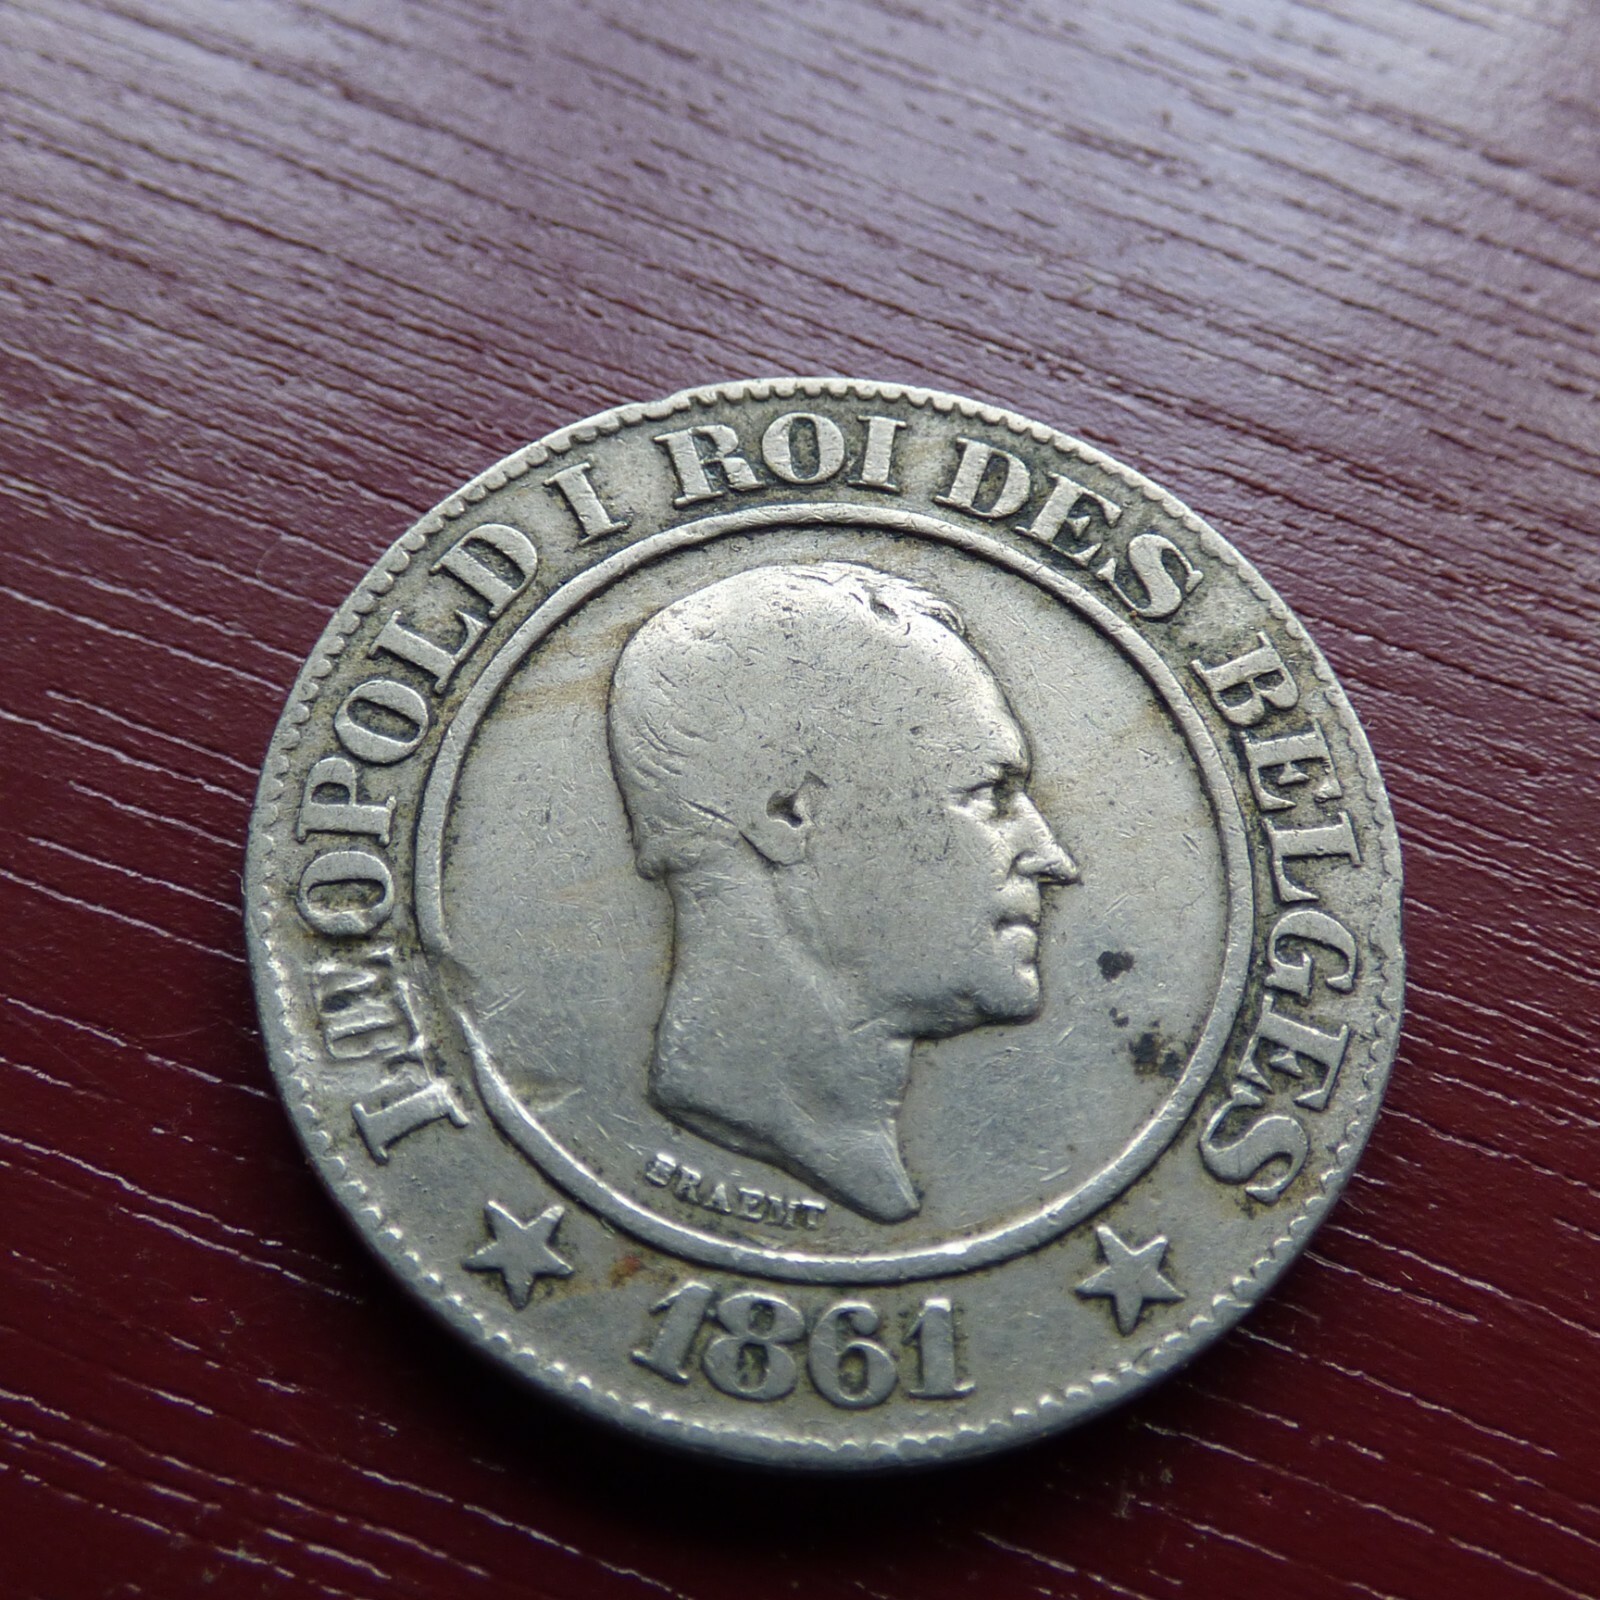 LEOPOLD I ROI DES BELGES
BRAEMT
1861